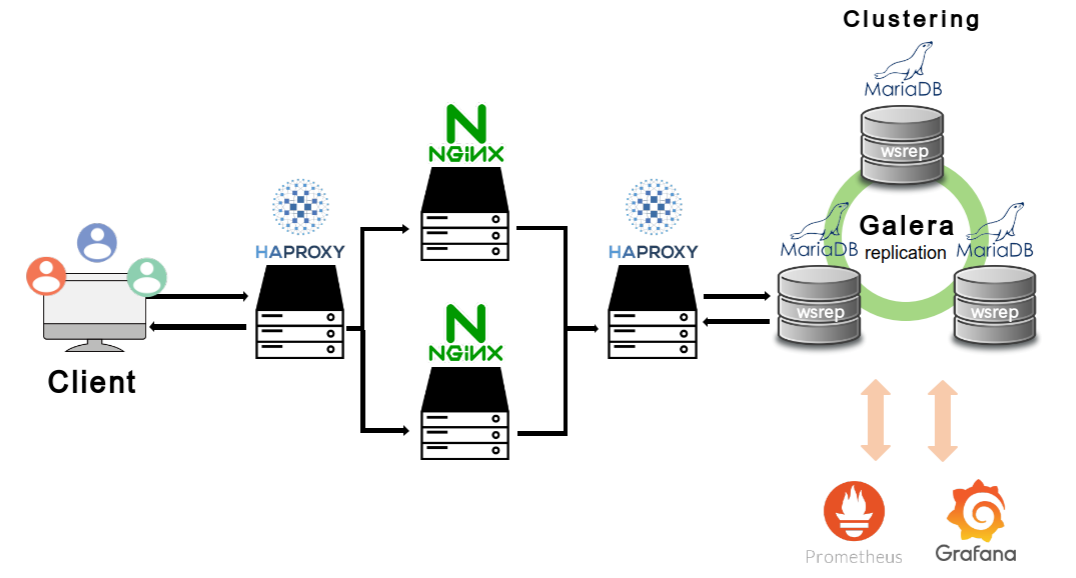 Clustering
MariaDB
wsrep
NGINX
HAPROXY
HAPROXY
MariaDB
Galera
replication
MariaDB
wsrep
wsrep
NGINX
Client
Prometheus
Grafana